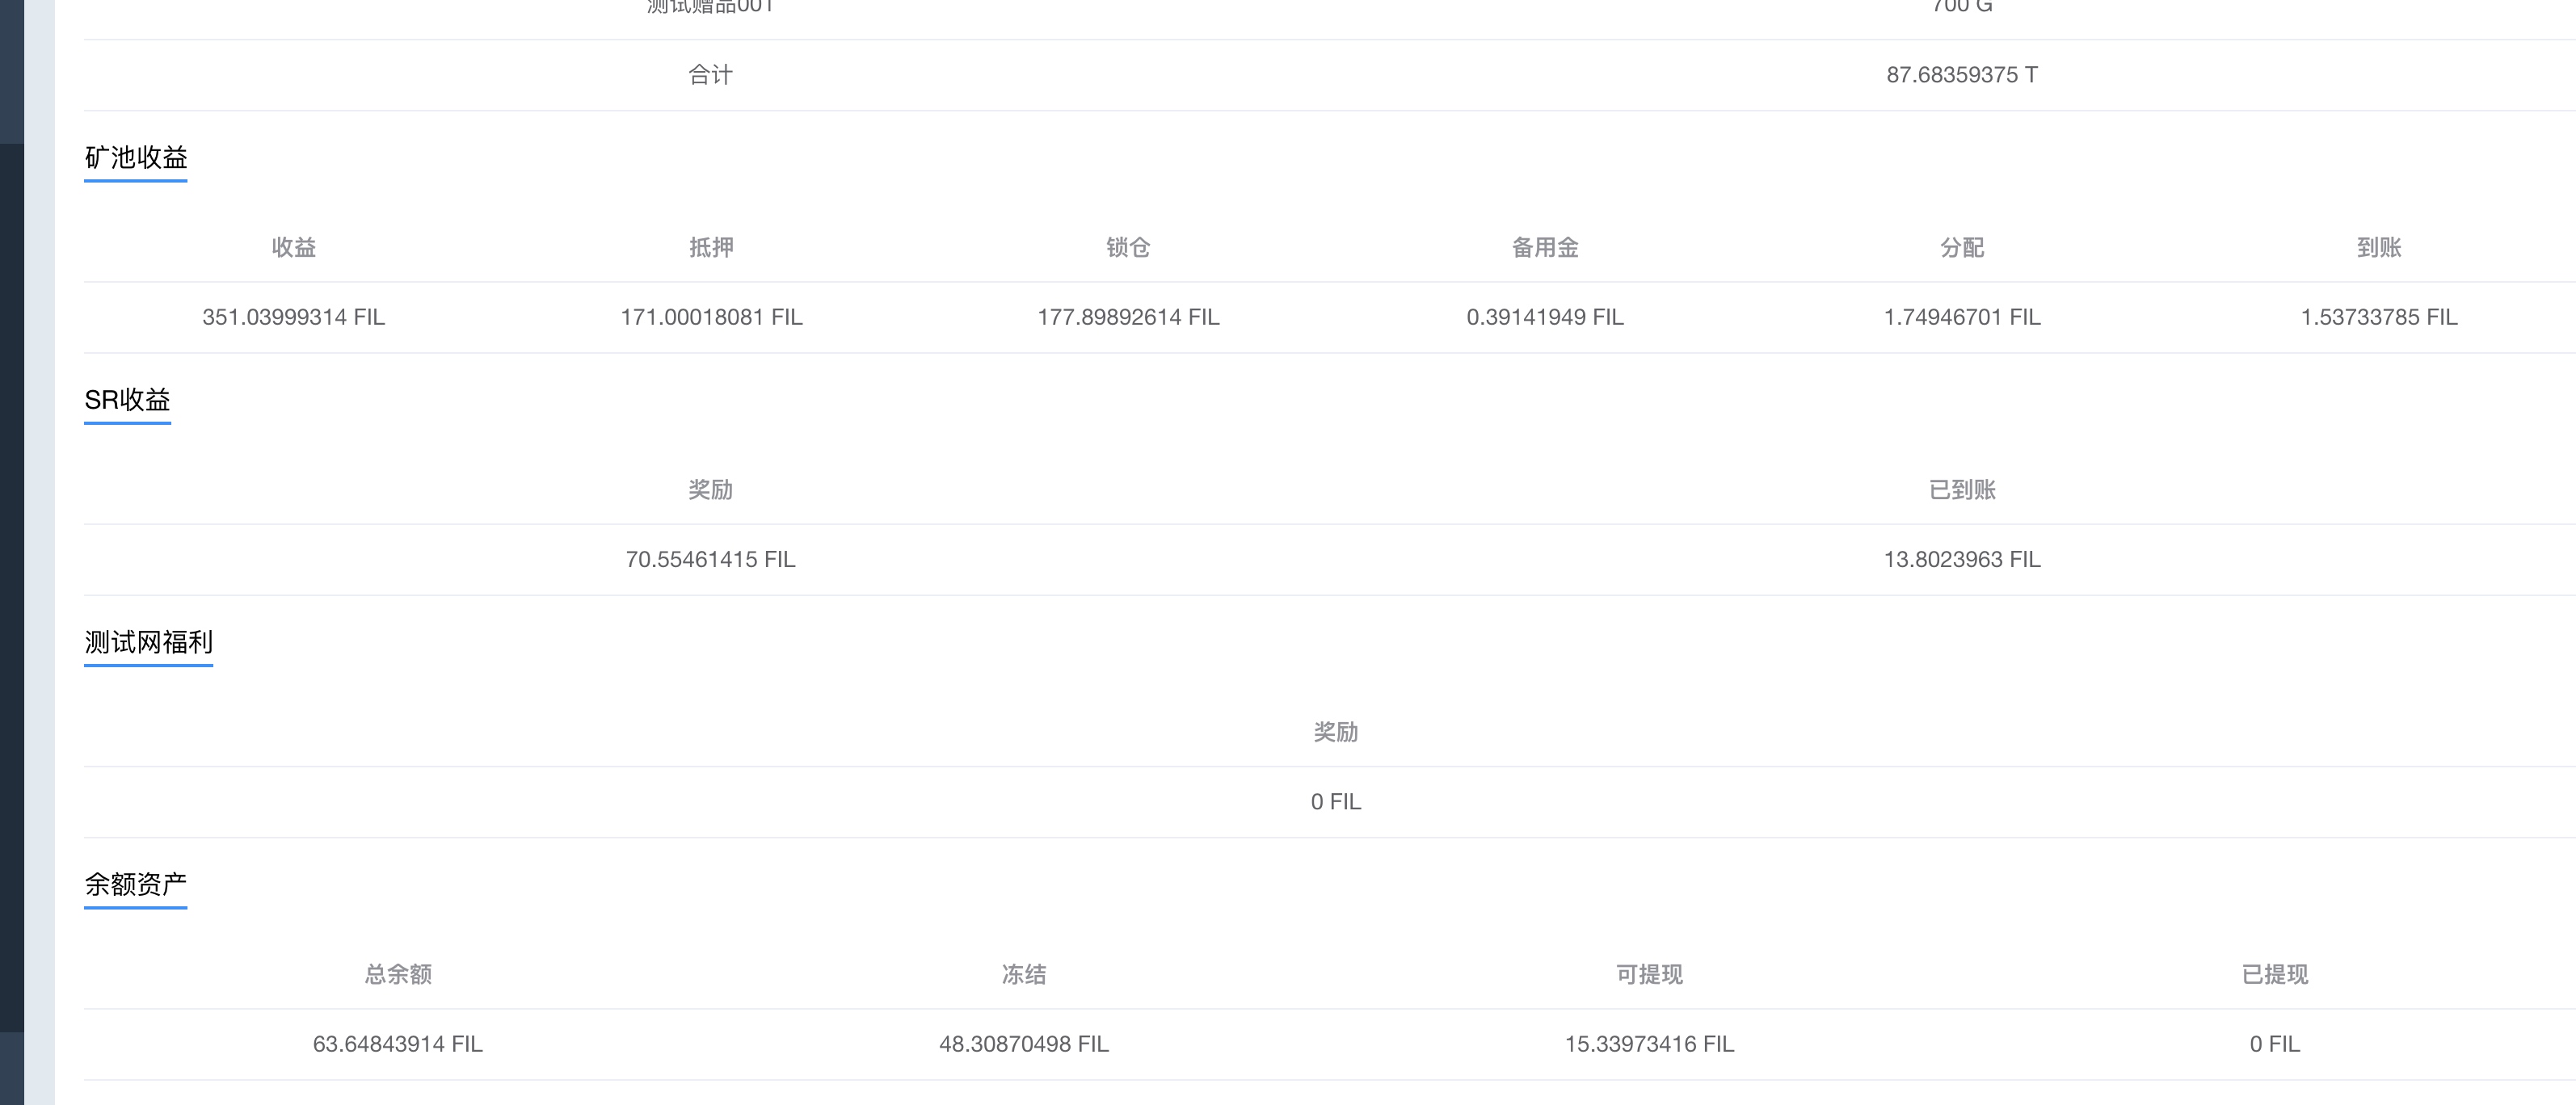 测试赠品001 700 G
合计 87.68359375 T
矿池收益
收益 抵押 锁仓 备用金 分配 到账
351.03999314 FIL 171.00018081 FIL 177.89892614 FIL 0.39141949 FIL 1.74946701 FIL 1.53733785 FIL
SR收益
奖励 已到账
70.55461415 FIL 13.8023963 FIL
测试网福利
奖励
0 FIL
余额资产
总余额 冻结 可提现 已提现
63.64843914 FIL 48.30870498 FIL 15.33973416 FIL 0 FIL